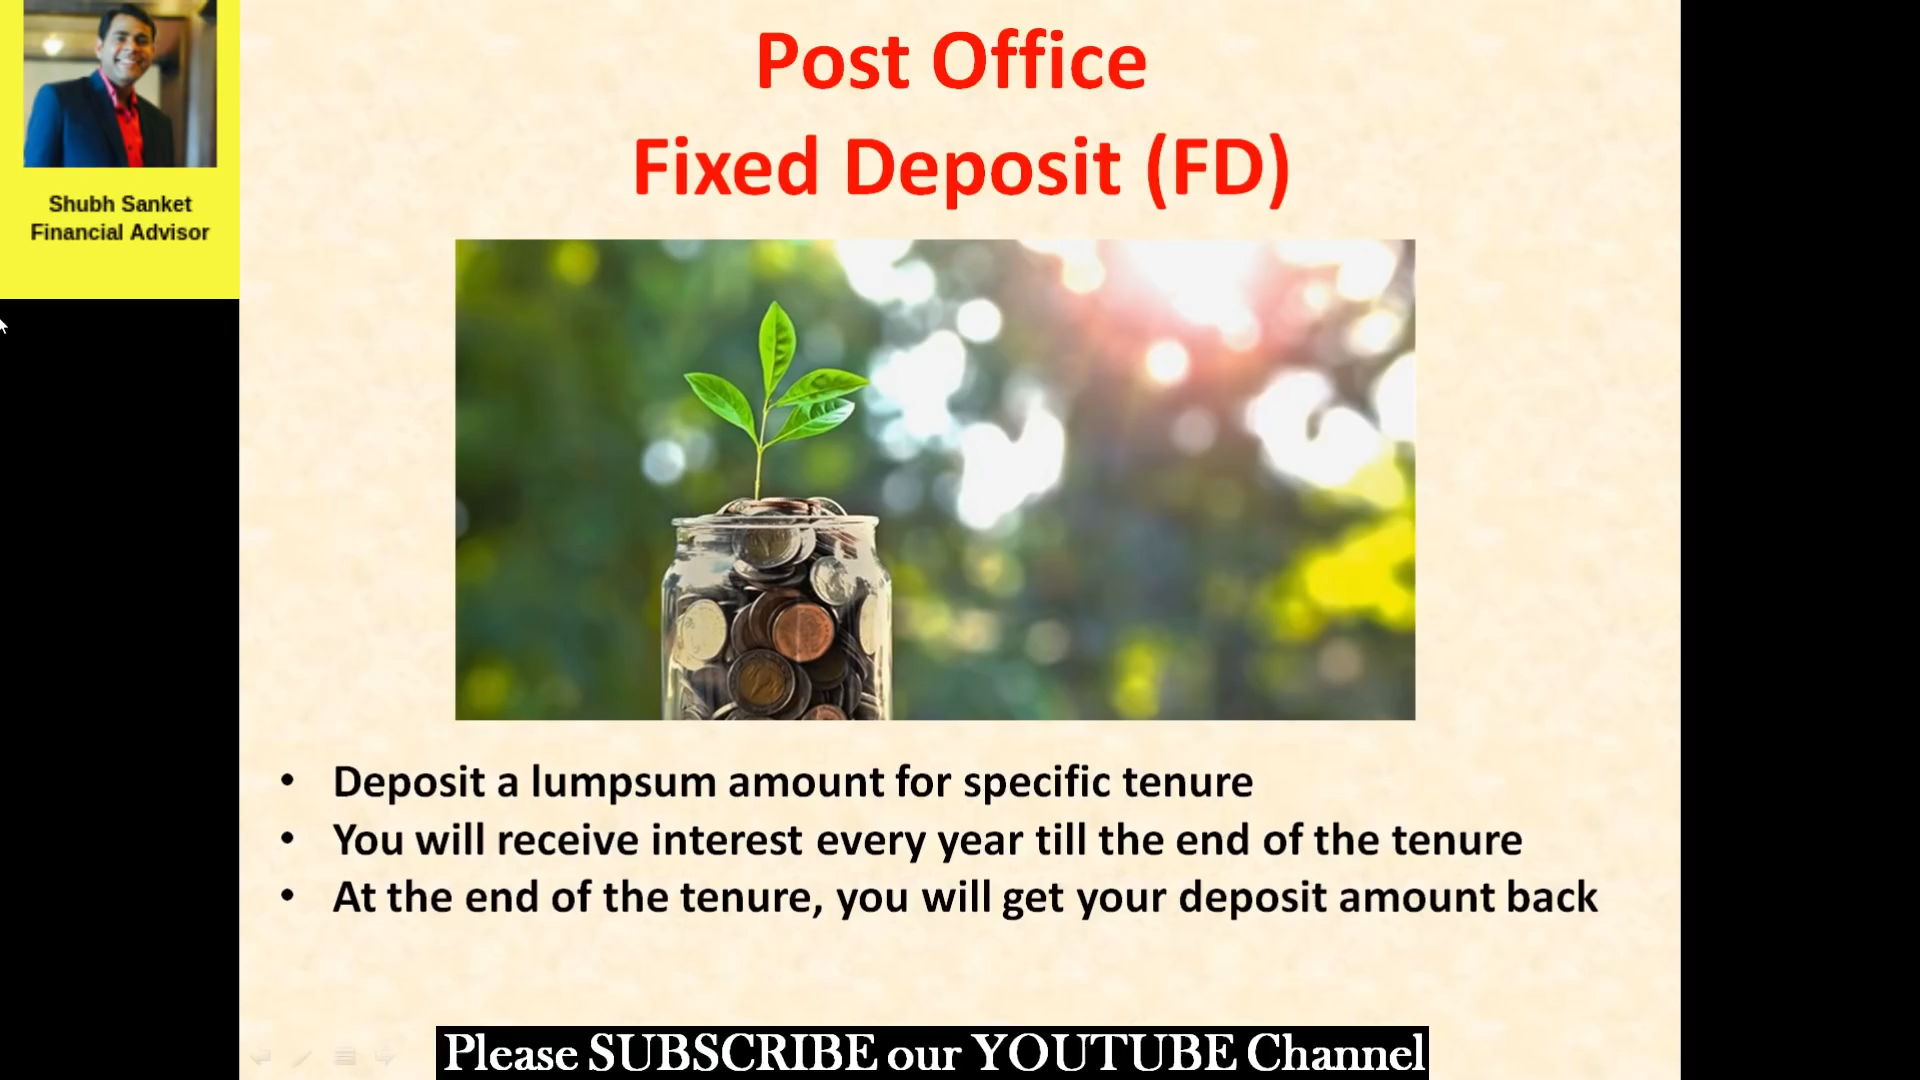 Post Office
Fixed Deposit (FD)
Shubh Sanket
Financial Advisor
• Deposit a lumpsum amount for specific tenure
• You will receive interest every year till the end of the tenure
• At the end of the tenure, you will get your deposit amount back
Please SUBSCRIBE our YOUTUBE Channel